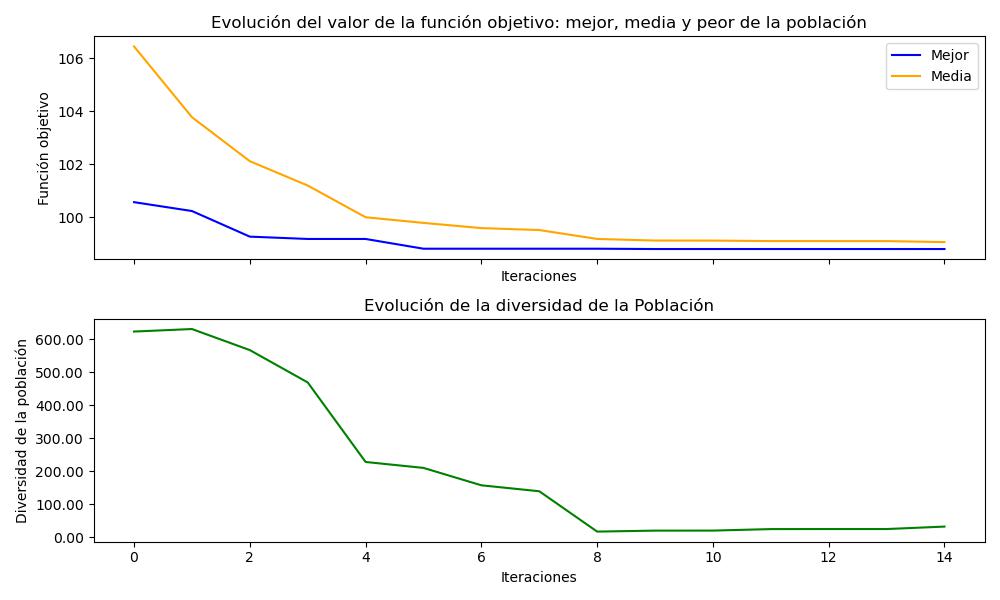 Evolución del valor de la función objetivo: mejor, media y peor de la población
Mejor
Media
106
104
102
100
Función objetivo
Iteraciones
Evolución de la diversidad de la Población
600.00
500.00
400.00
300.00
200.00
100.00
0.00
Diversidad de la población
0 2 4 6 8 10 12 14
Iteraciones